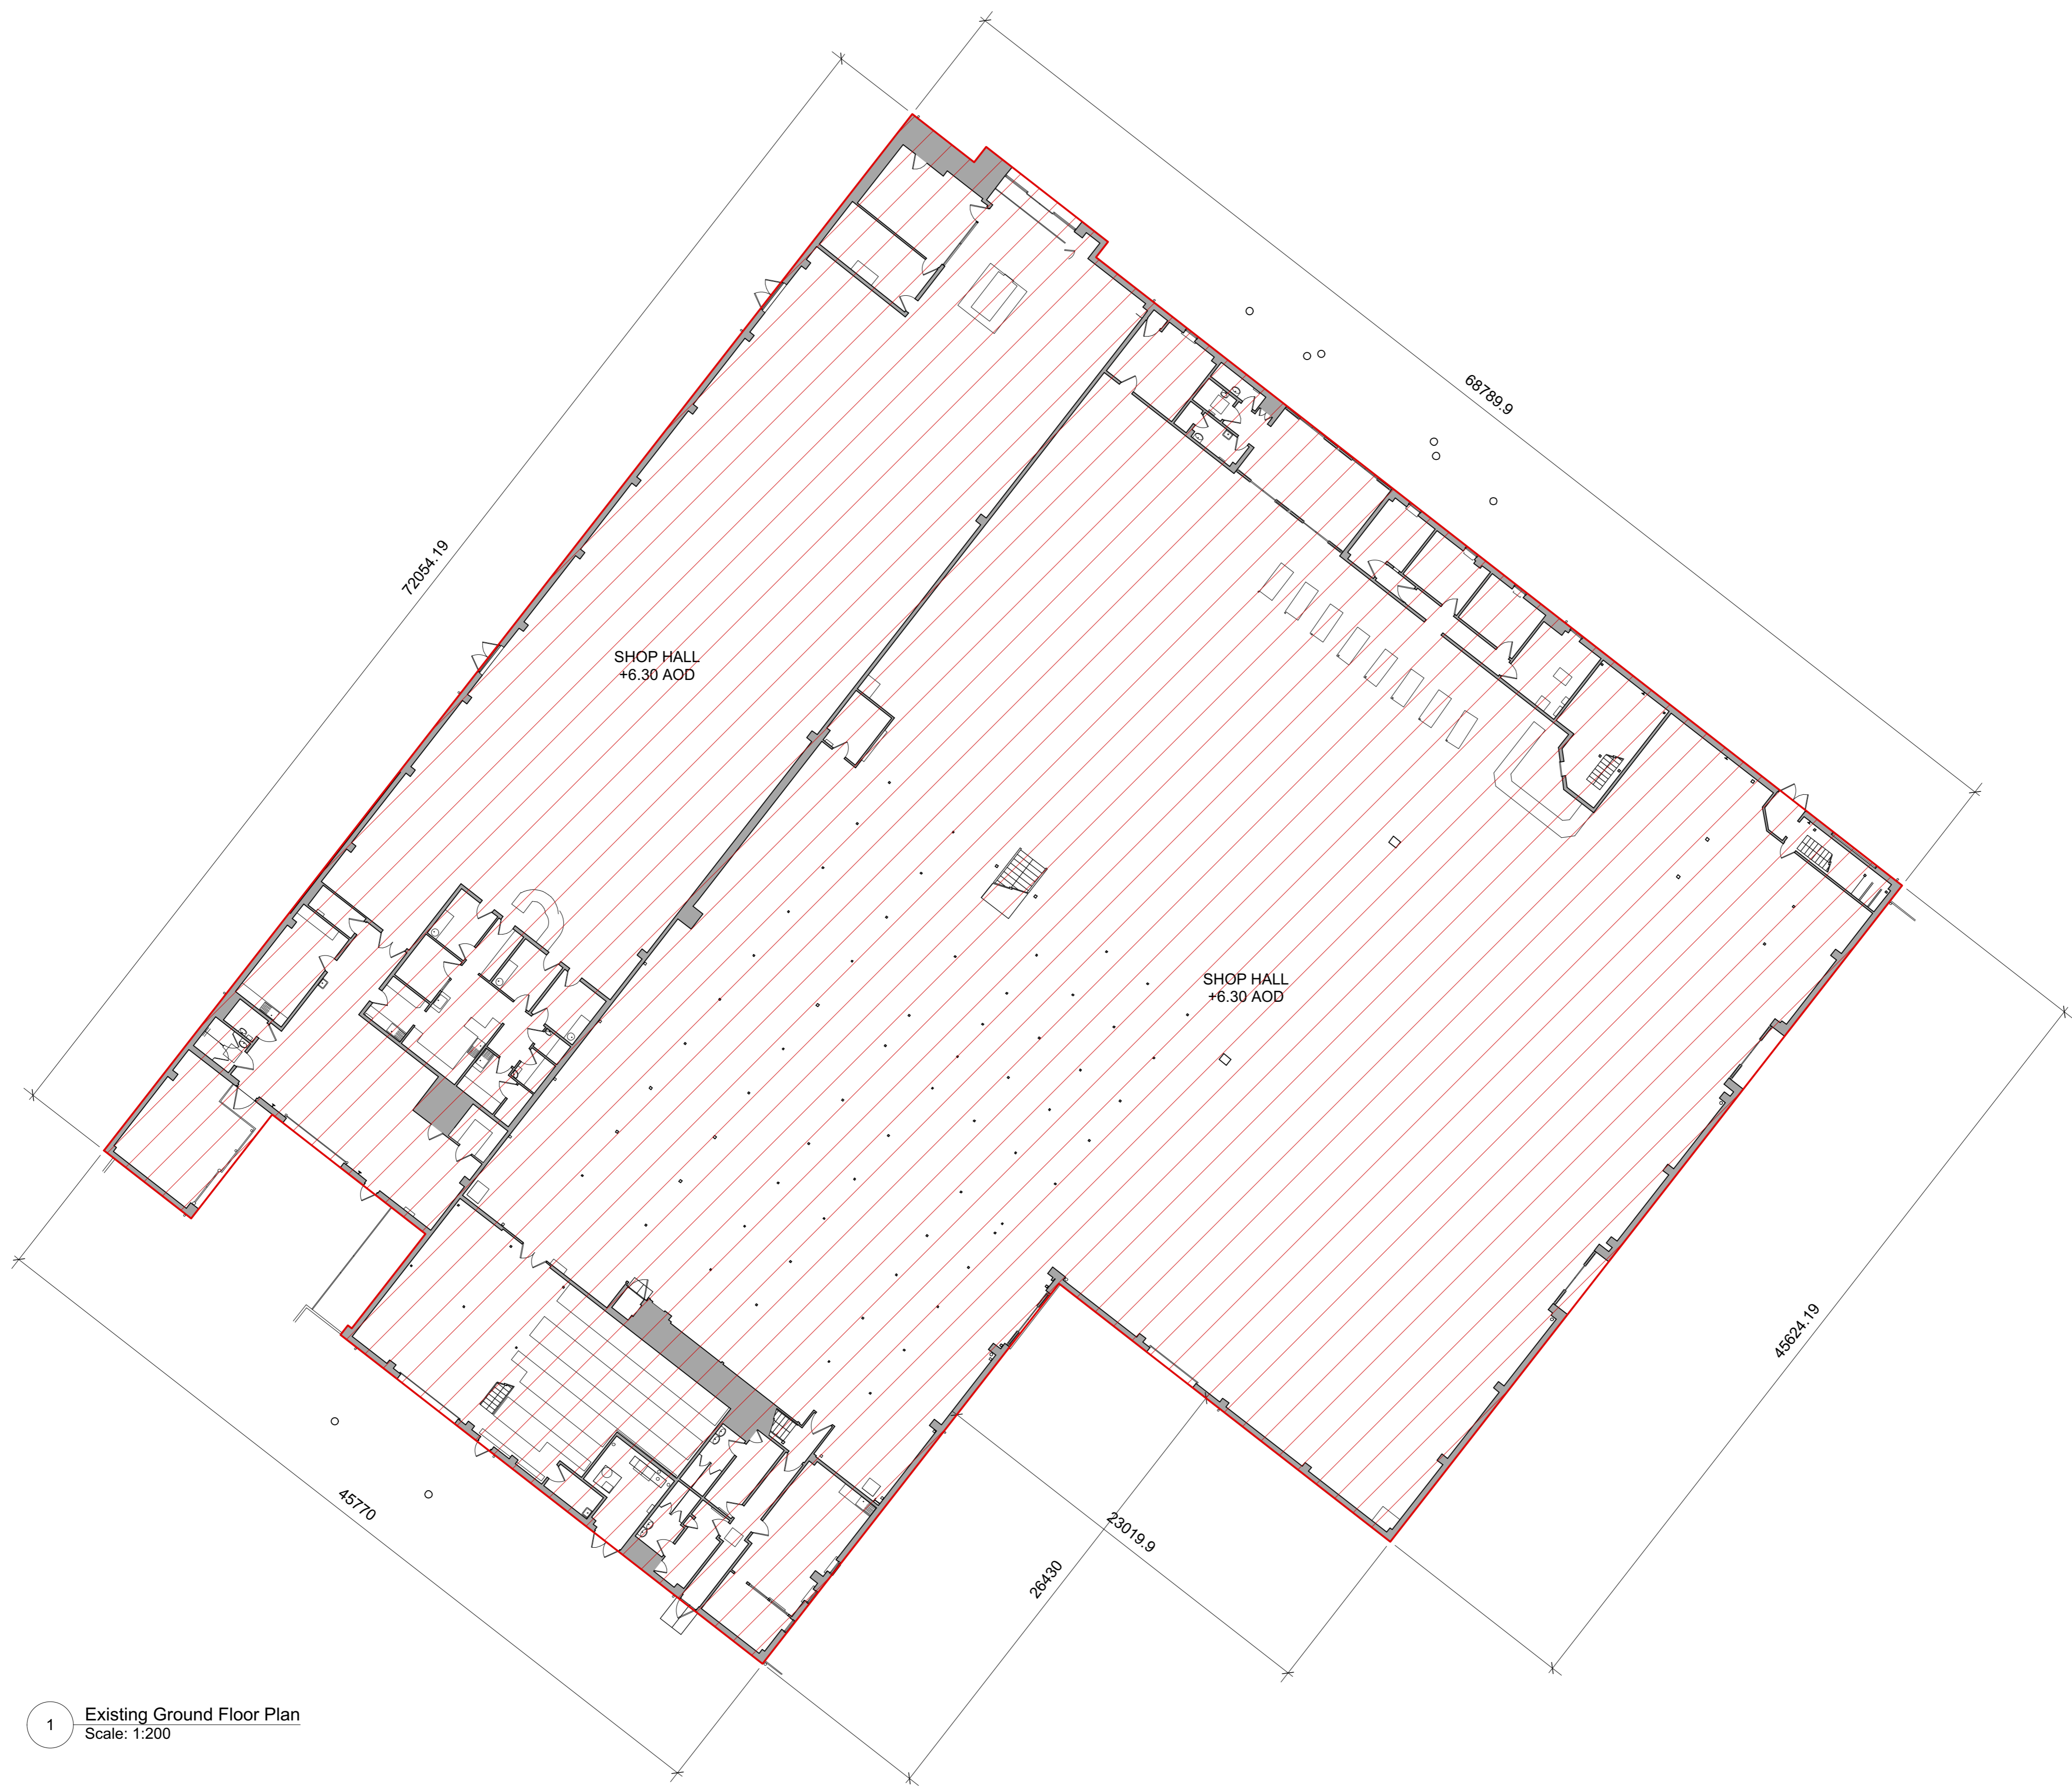 68789.9
72054.19
SHOP HALL
+6.30 AOD
SHOP HALL
+6.30 AOD
45624.19
45770
23019.9
26430
1
Existing Ground Floor Plan
Scale: 1:200